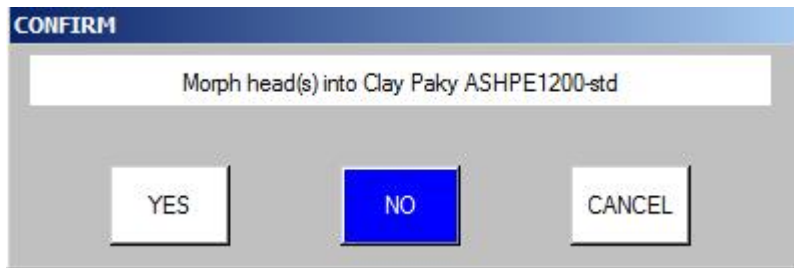 CONFIRM
Morph head(s) into Clay Paky ASHPE1200-std
YES NO CANCEL